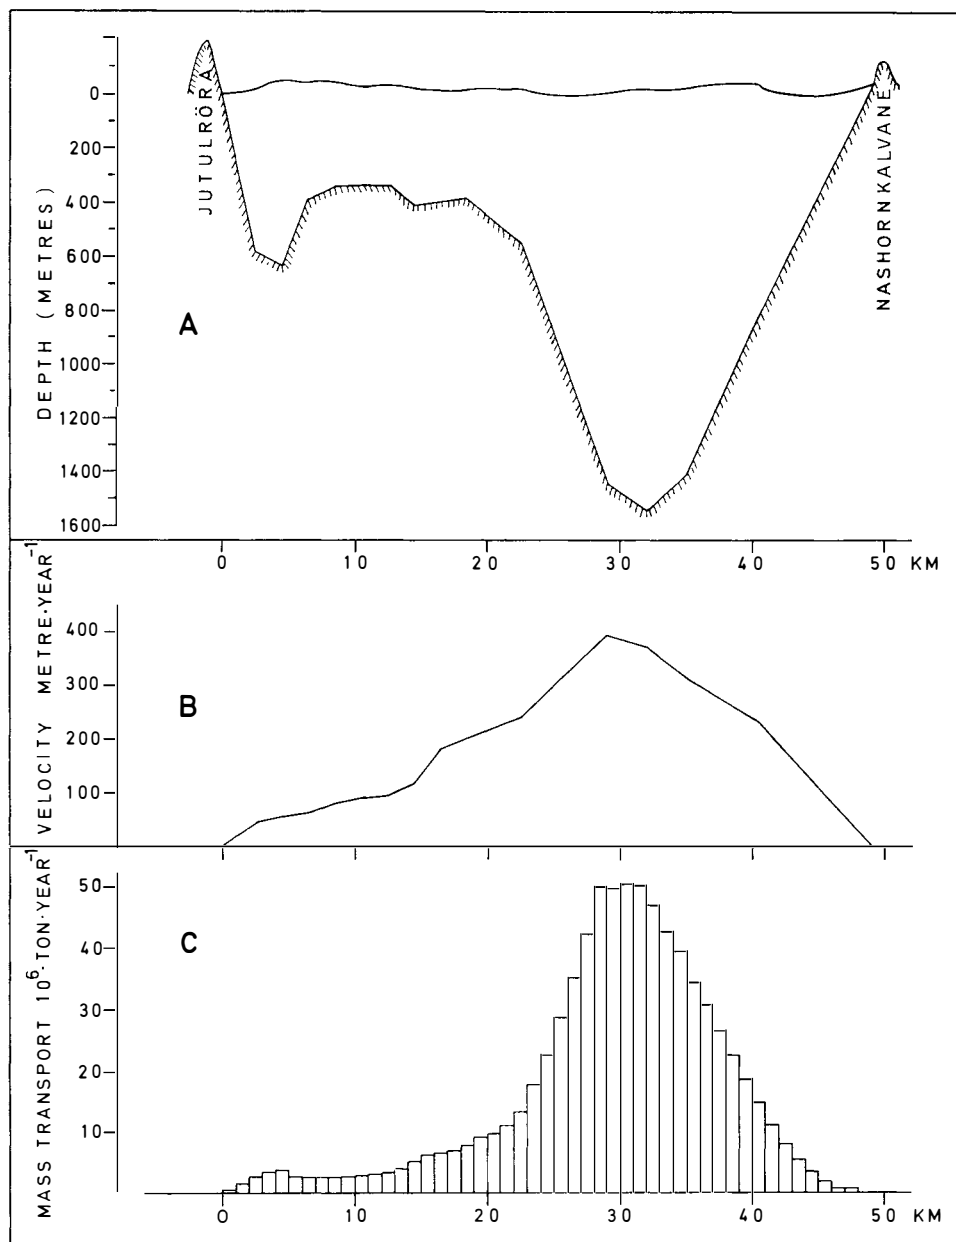 DEPTH (METRES)
0
200
400
600
800
1000
1200
1400
1600
JUTULRÖRA
NASHORNKALVANE
A
0 10 20 30 40 50 KM
VELOCITY METRE·YEAR⁻¹
400
300
200
100
B
MASS TRANSPORT 10⁶·TON·YEAR⁻¹
50
40
30
20
10
C
0 10 20 30 40 50 KM